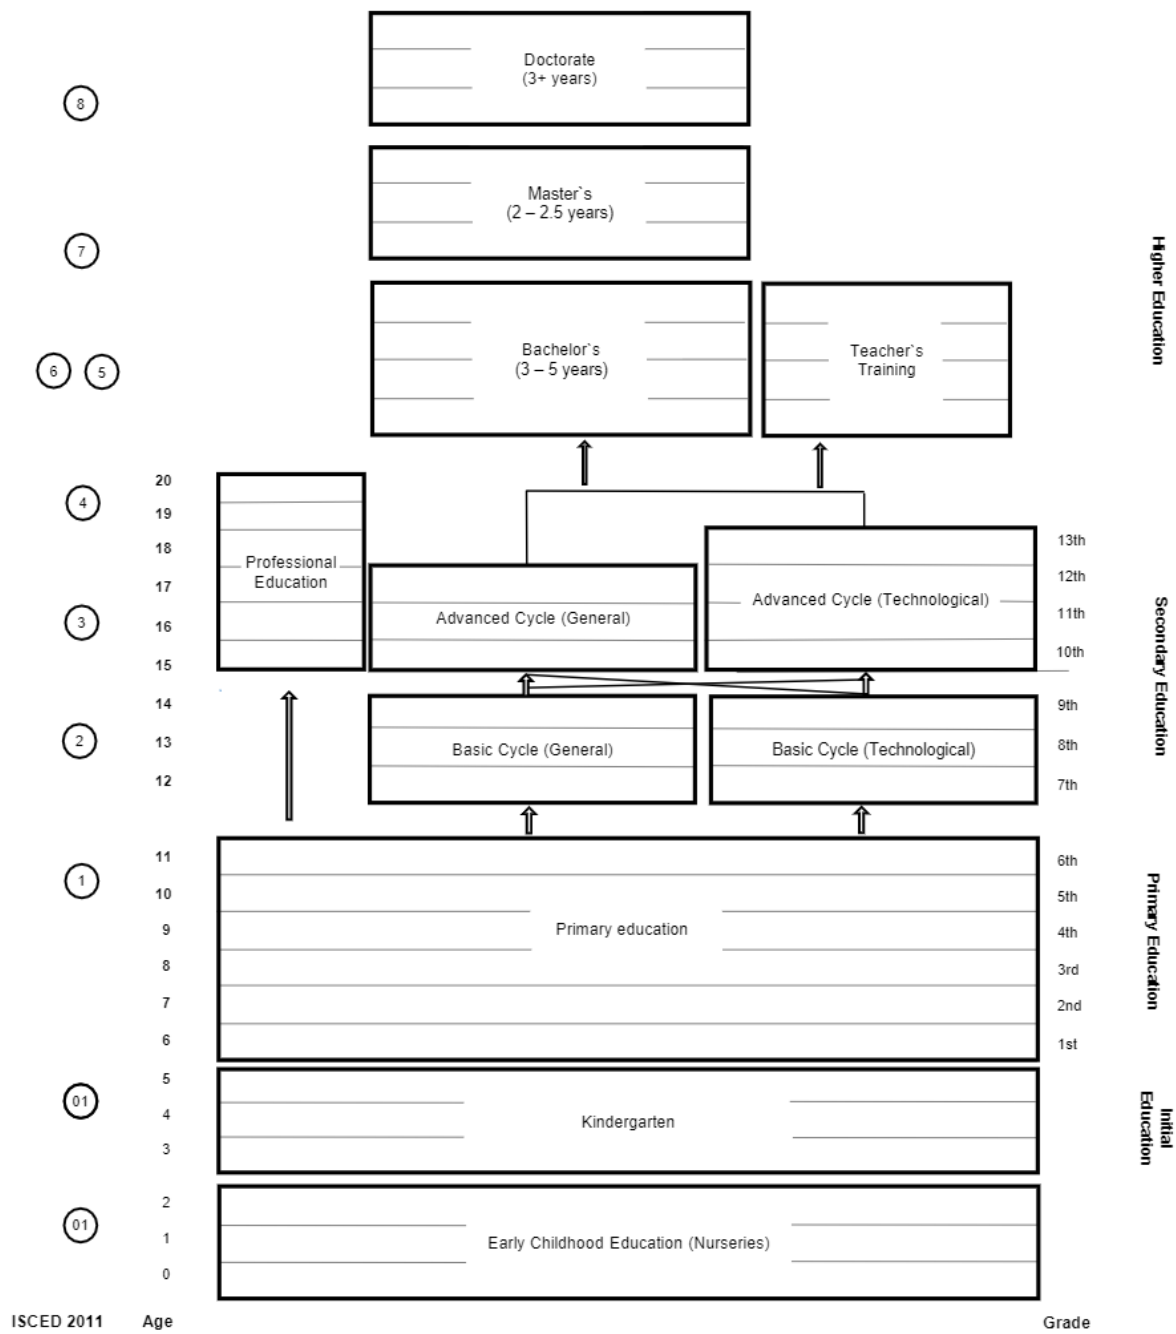 Doctorate
(3+ years)
8
Master`s
(2 – 2.5 years)
7
Higher Education
Bachelor`s
(3 – 5 years)
Teacher`s
Training
6 5
20
4
19
18
17
3
16
15
Professional
Education
Advanced Cycle (General)
Advanced Cycle (Technological)
13th
12th
11th
10th
Secondary Education
14
2
13
12
Basic Cycle (General)
Basic Cycle (Technological)
9th
8th
7th
11
1
10
9
8
7
6
Primary education
6th
5th
4th
3rd
2nd
1st
Primary Education
5
01
4
3
Kindergarten
Initial
Education
2
01
1
0
Early Childhood Education (Nurseries)
ISCED 2011 Age Grade